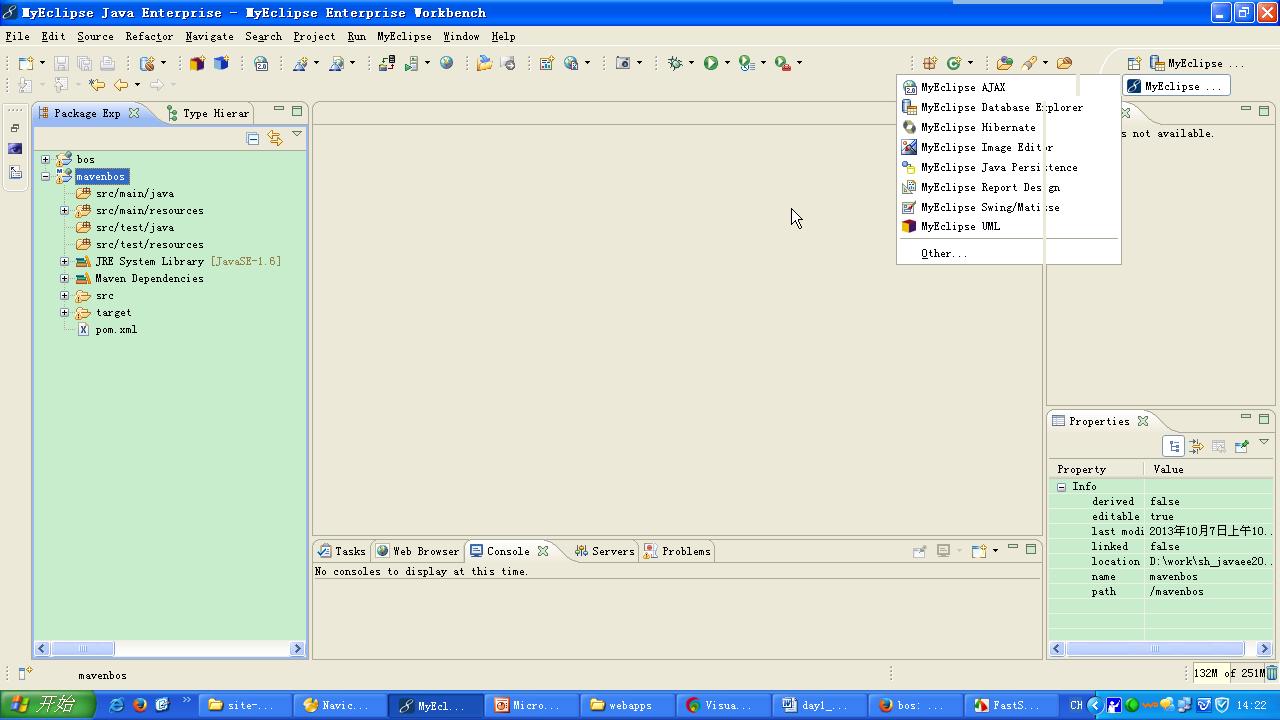 MyEclipse Java Enterprise - MyEclipse Enterprise Workbench
File Edit Source Refactor Navigate Search Project Run MyEclipse Window Help
MyEclipse ...
MyEclipse ...
MyEclipse AJAX
MyEclipse Database Explorer
MyEclipse Hibernate
MyEclipse Image Editor
MyEclipse Java Persistence
MyEclipse Report Design
MyEclipse Swing/Matisse
MyEclipse UML
Other...
Package Exp Type Hierar
bos
mavenbos
src/main/java
src/main/resources
src/test/java
src/test/resources
JRE System Library [JavaSE-1.6]
Maven Dependencies
src
target
pom.xml
s not available.
Properties
Property Value
Info
derived false
editable true
last modi 2013年10月7日上午10...
linked false
location D:\work\sh_javaee20...
name mavenbos
path /mavenbos
Tasks Web Browser Console Servers Problems
No consoles to display at this time.
mavenbos
132M of 251M
开始 site-... Navic... MyEcl... Micro... webapps Visua... day1_... bos: ... FastS... CH 14:22